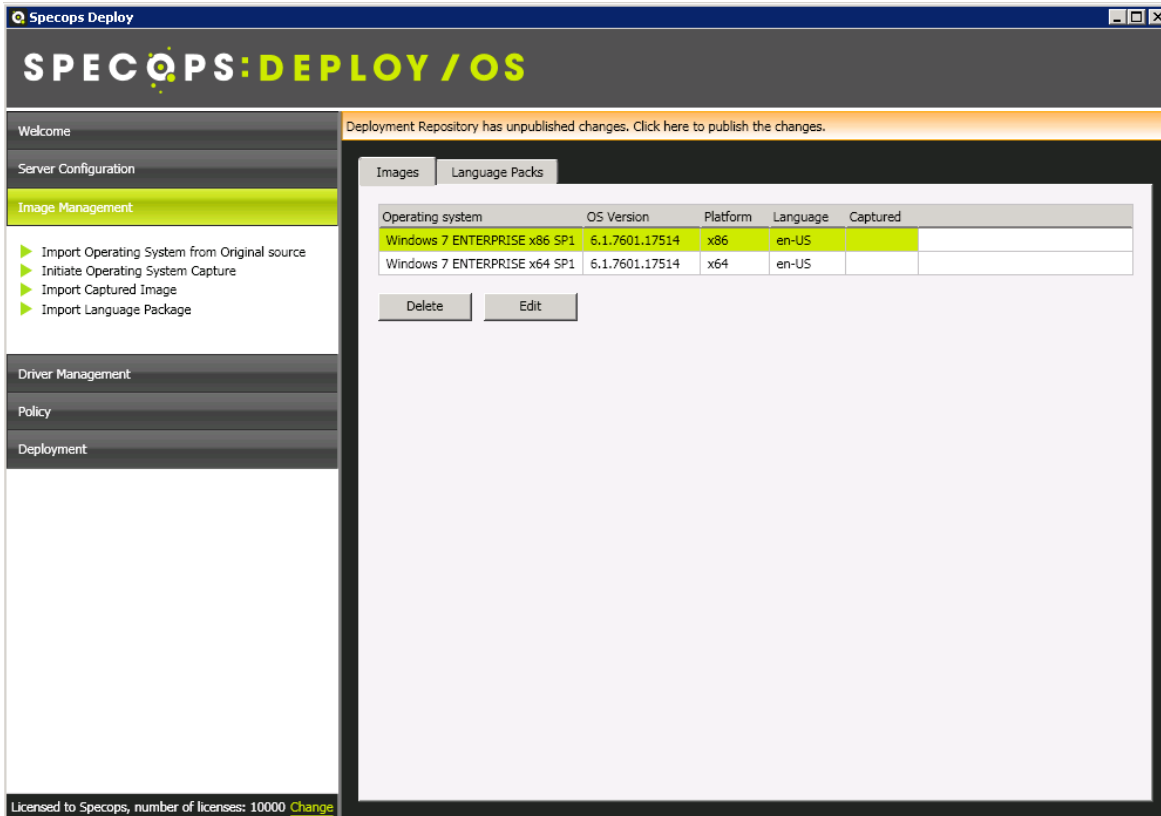 Specops Deploy
SPECOPS:DEPLOY/OS
Welcome
Server Configuration
Image Management
Import Operating System from Original source
Initiate Operating System Capture
Import Captured Image
Import Language Package
Driver Management
Policy
Deployment
Licensed to Specops, number of licenses: 10000 Change
Deployment Repository has unpublished changes. Click here to publish the changes.
Images Language Packs
Operating system OS Version Platform Language Captured
Windows 7 ENTERPRISE x86 SP1 6.1.7601.17514 x86 en-US
Windows 7 ENTERPRISE x64 SP1 6.1.7601.17514 x64 en-US
Delete Edit